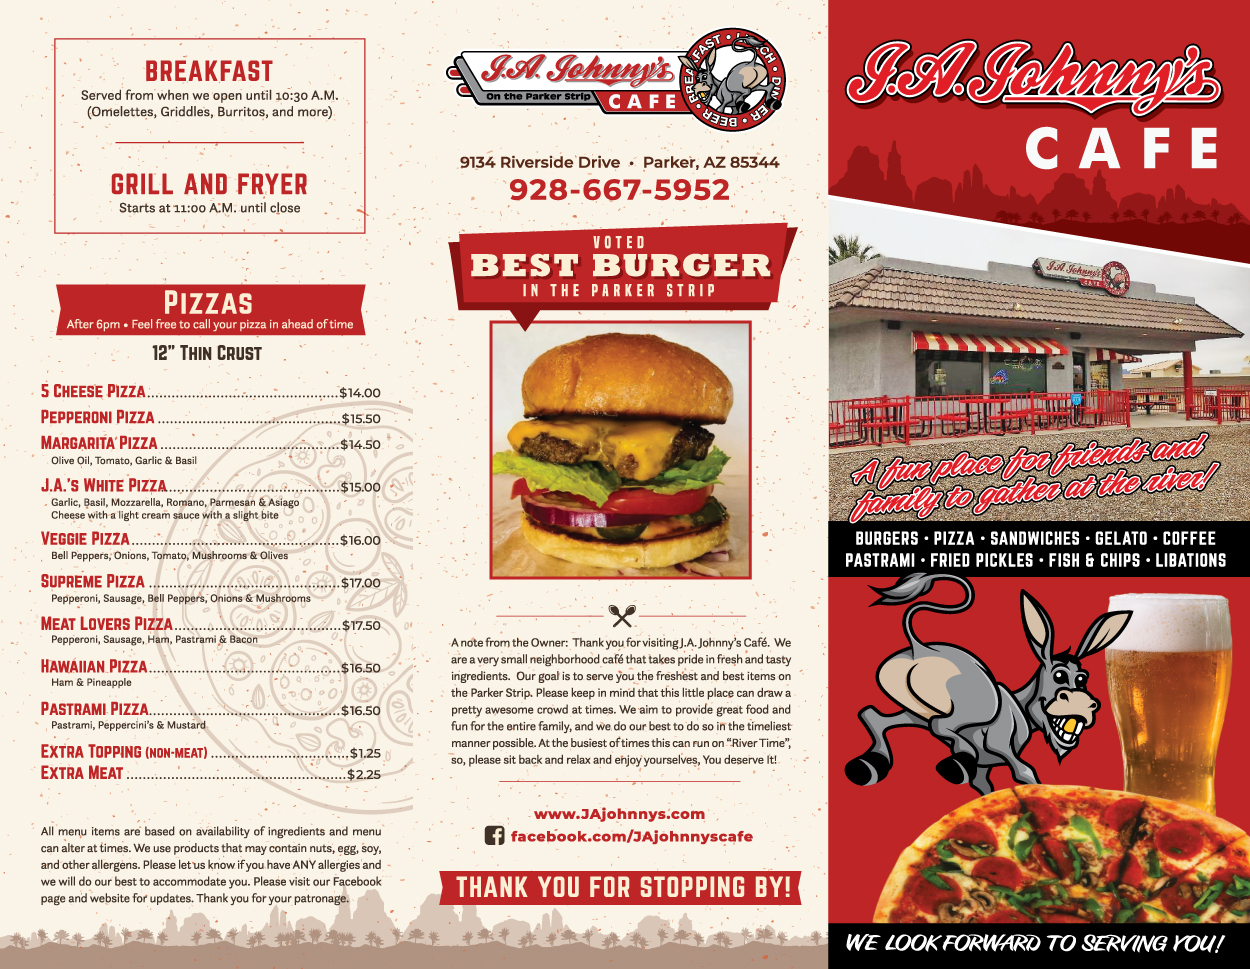 BREAKFAST
Served from when we open until 10:30 A.M.
(Omelettes, Griddles, Burritos, and more)
GRILL AND FRYER
Starts at 11:00 A.M. until close
PIZZAS
After 6pm • Feel free to call your pizza in ahead of time
12" THIN CRUST
5 CHEESE PIZZA $14.00
PEPPERONI PIZZA $15.50
MARGARITA PIZZA $14.50
Olive Oil, Tomato, Garlic & Basil
J.A.'S WHITE PIZZA $15.00
Garlic, Basil, Mozzarella, Romano, Parmesan & Asiago
Cheese with a light cream sauce with a slight bite
VEGGIE PIZZA $16.00
Bell Peppers, Onions, Tomato, Mushrooms & Olives
SUPREME PIZZA $17.00
Pepperoni, Sausage, Bell Peppers, Onions & Mushrooms
MEAT LOVERS PIZZA $17.50
Pepperoni, Sausage, Ham, Pastrami & Bacon
HAWAIIAN PIZZA $16.50
Ham & Pineapple
PASTRAMI PIZZA $16.50
Pastrami, Peppercini's & Mustard
EXTRA TOPPING (NON-MEAT) $1.25
EXTRA MEAT $2.25
All menu items are based on availability of ingredients and menu
can alter at times. We use products that may contain nuts, egg, soy,
and other allergens. Please let us know if you have ANY allergies and
we will do our best to accommodate you. Please visit our Facebook
page and website for updates. Thank you for your patronage.
J.A. Johnny's
On the Parker Strip CAFE
BREAKFAST • LUNCH • DINNER • BEER •
9134 Riverside Drive • Parker, AZ 85344
928-667-5952
VOTED
BEST BURGER
IN THE PARKER STRIP
A note from the Owner: Thank you for visiting J.A. Johnny's Café. We
are a very small neighborhood café that takes pride in fresh and tasty
ingredients. Our goal is to serve you the freshest and best items on
the Parker Strip. Please keep in mind that this little place can draw a
pretty awesome crowd at times. We aim to provide great food and
fun for the entire family, and we do our best to do so in the timeliest
manner possible. At the busiest of times this can run on "River Time",
so, please sit back and relax and enjoy yourselves, You deserve It!
www.JAjohnnys.com
facebook.com/JAjohnnyscafe
THANK YOU FOR STOPPING BY!
J.A. Johnny's
CAFE
J.A. Johnny's
CAFE
A fun place for friends and
family to gather at the river!
BURGERS • PIZZA • SANDWICHES • GELATO • COFFEE
PASTRAMI • FRIED PICKLES • FISH & CHIPS • LIBATIONS
WE LOOK FORWARD TO SERVING YOU!